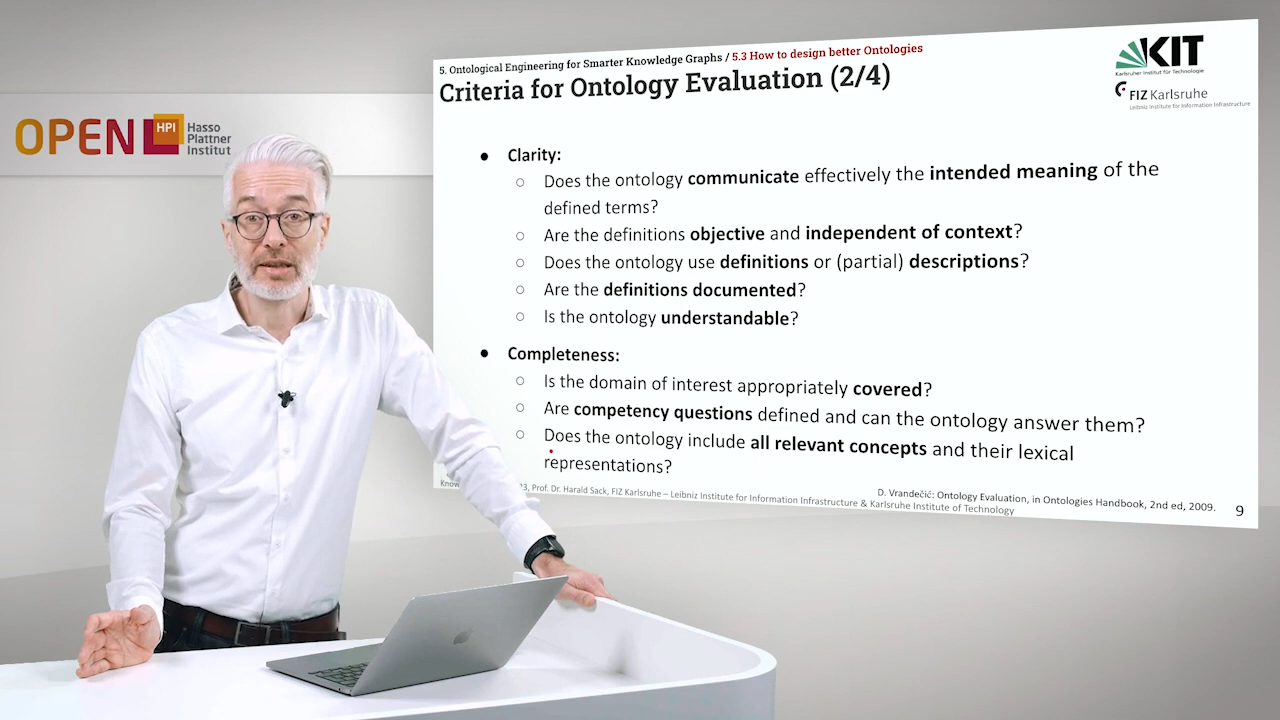 OPEN
HPI
Hasso
Plattner
Institut
5. Ontological Engineering for Smarter Knowledge Graphs / 5.3 How to design better Ontologies
Criteria for Ontology Evaluation (2/4)
KIT
Karlsruher Institut für Technologie
FIZ Karlsruhe
Leibniz Institute for Information Infrastructure
● Clarity:
○ Does the ontology communicate effectively the intended meaning of the
defined terms?
○ Are the definitions objective and independent of context?
○ Does the ontology use definitions or (partial) descriptions?
○ Are the definitions documented?
○ Is the ontology understandable?
● Completeness:
○ Is the domain of interest appropriately covered?
○ Are competency questions defined and can the ontology answer them?
○ Does the ontology include all relevant concepts and their lexical
representations?
D. Vrandečić: Ontology Evaluation, in Ontologies Handbook, 2nd ed, 2009.
3, Prof. Dr. Harald Sack, FIZ Karlsruhe – Leibniz Institute for Information Infrastructure & Karlsruhe Institute of Technology
9